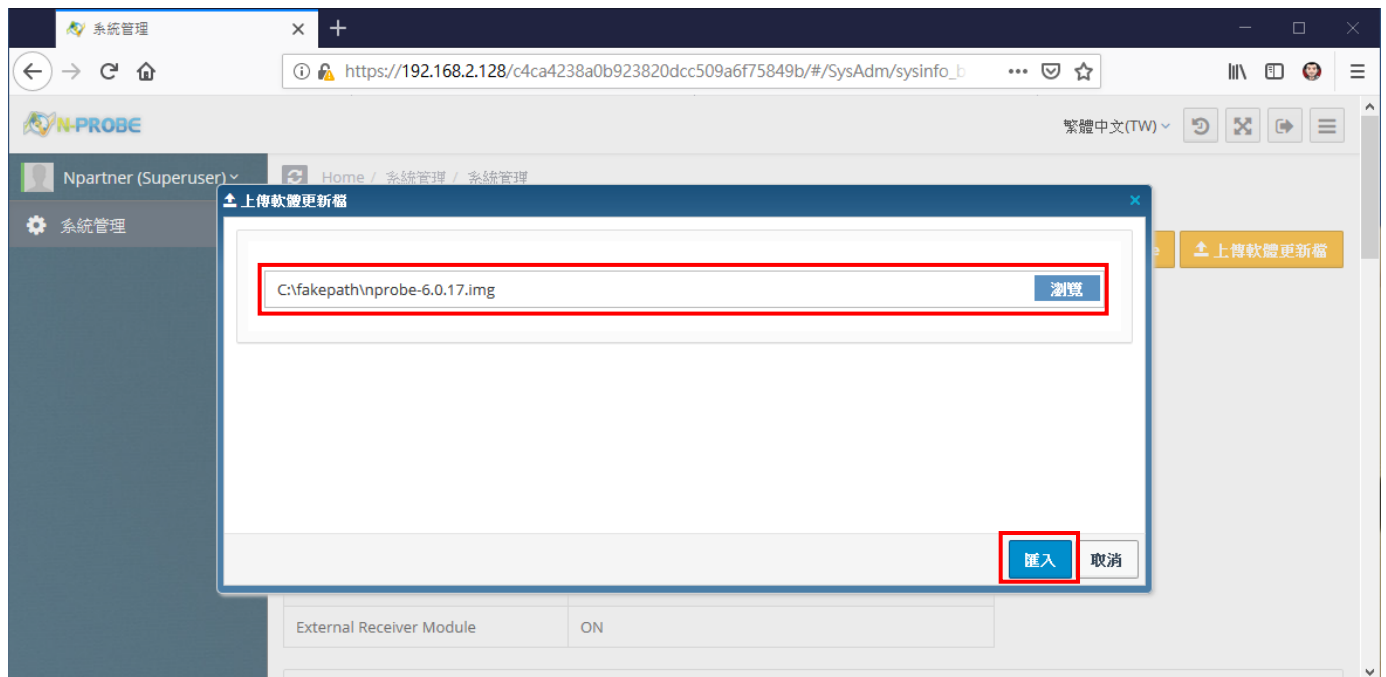 系統管理
https://192.168.2.128/c4ca4238a0b923820dcc509a6f75849b/#/SysAdm/sysinfo_b
N-PROBE
繁體中文(TW)
Npartner (Superuser)
Home / 系統管理 / 系統管理
上傳軟體更新檔
系統管理
上傳軟體更新檔
C:\fakepath\nprobe-6.0.17.img
瀏覽
匯入
取消
External Receiver Module
ON